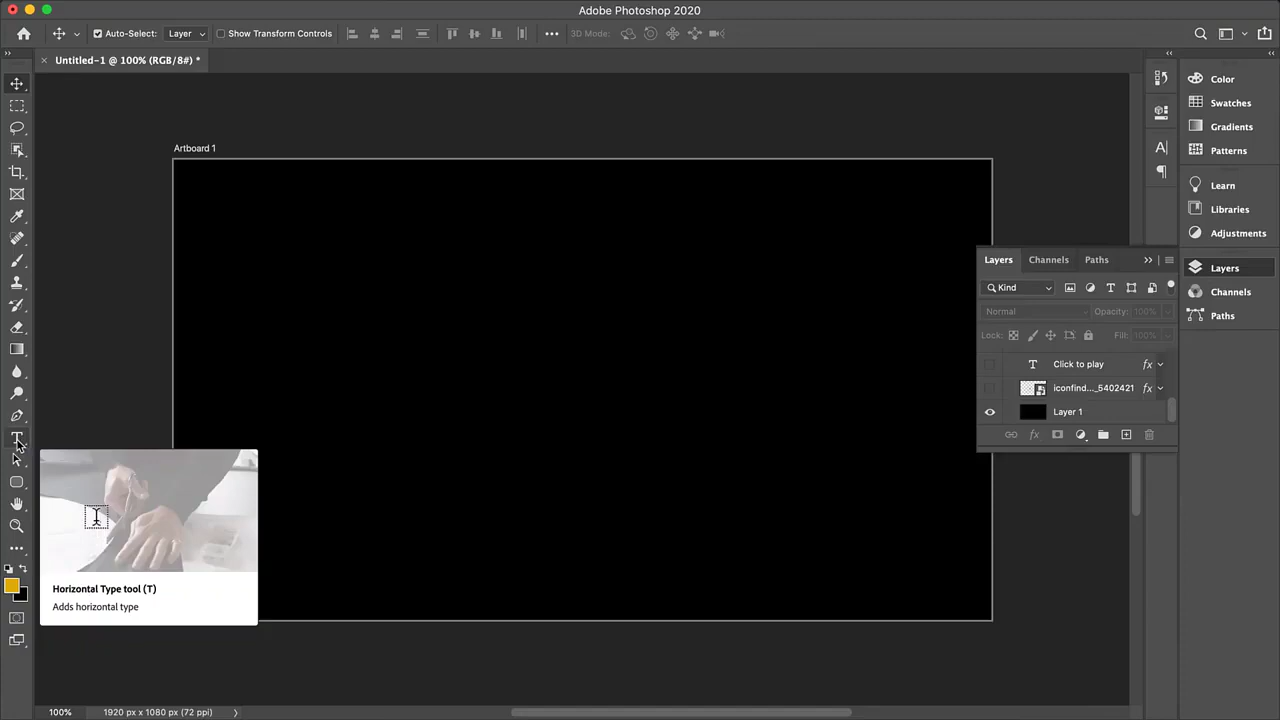 Adobe Photoshop 2020
Auto-Select: Layer Show Transform Controls 3D Mode:
Untitled-1 @ 100% (RGB/8#) *
Artboard 1
Color
Swatches
Gradients
Patterns
Learn
Libraries
Adjustments
Layers
Channels
Paths
Layers Channels Paths
Kind
Normal Opacity: 100%
Lock: Fill: 100%
Click to play fx
iconfind..._5402421 fx
Layer 1
fx
Horizontal Type tool (T)
Adds horizontal type
100% 1920 px x 1080 px (72 ppi)